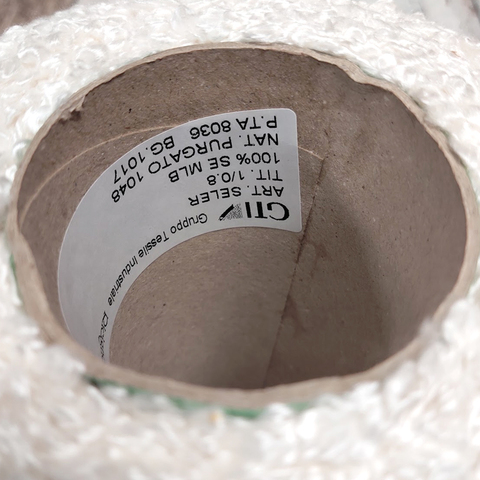 GTI Gruppo Tessile Industriale
ART. SELER
TIT. 1/0.8
100% SE MLB
NAT. PURGATO 1048
P.TA 8036 BG.1017